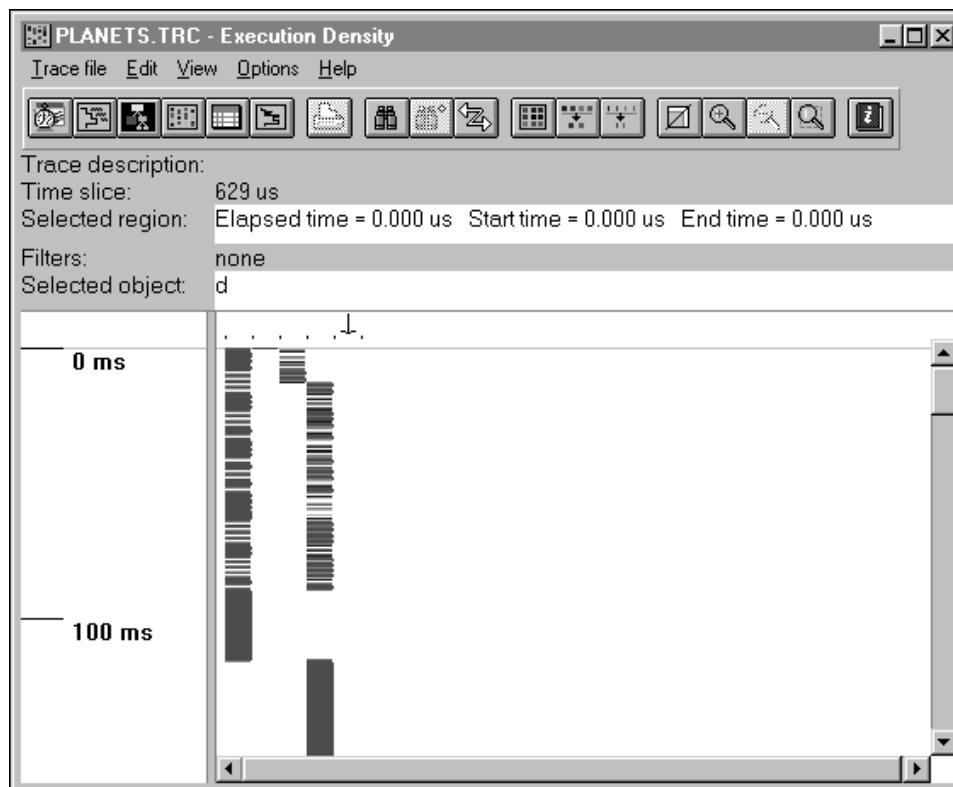 PLANETS.TRC - Execution Density
Trace file Edit View Options Help
Trace description:
Time slice: 629 us
Selected region: Elapsed time = 0.000 us Start time = 0.000 us End time = 0.000 us
Filters: none
Selected object: d
0 ms
100 ms